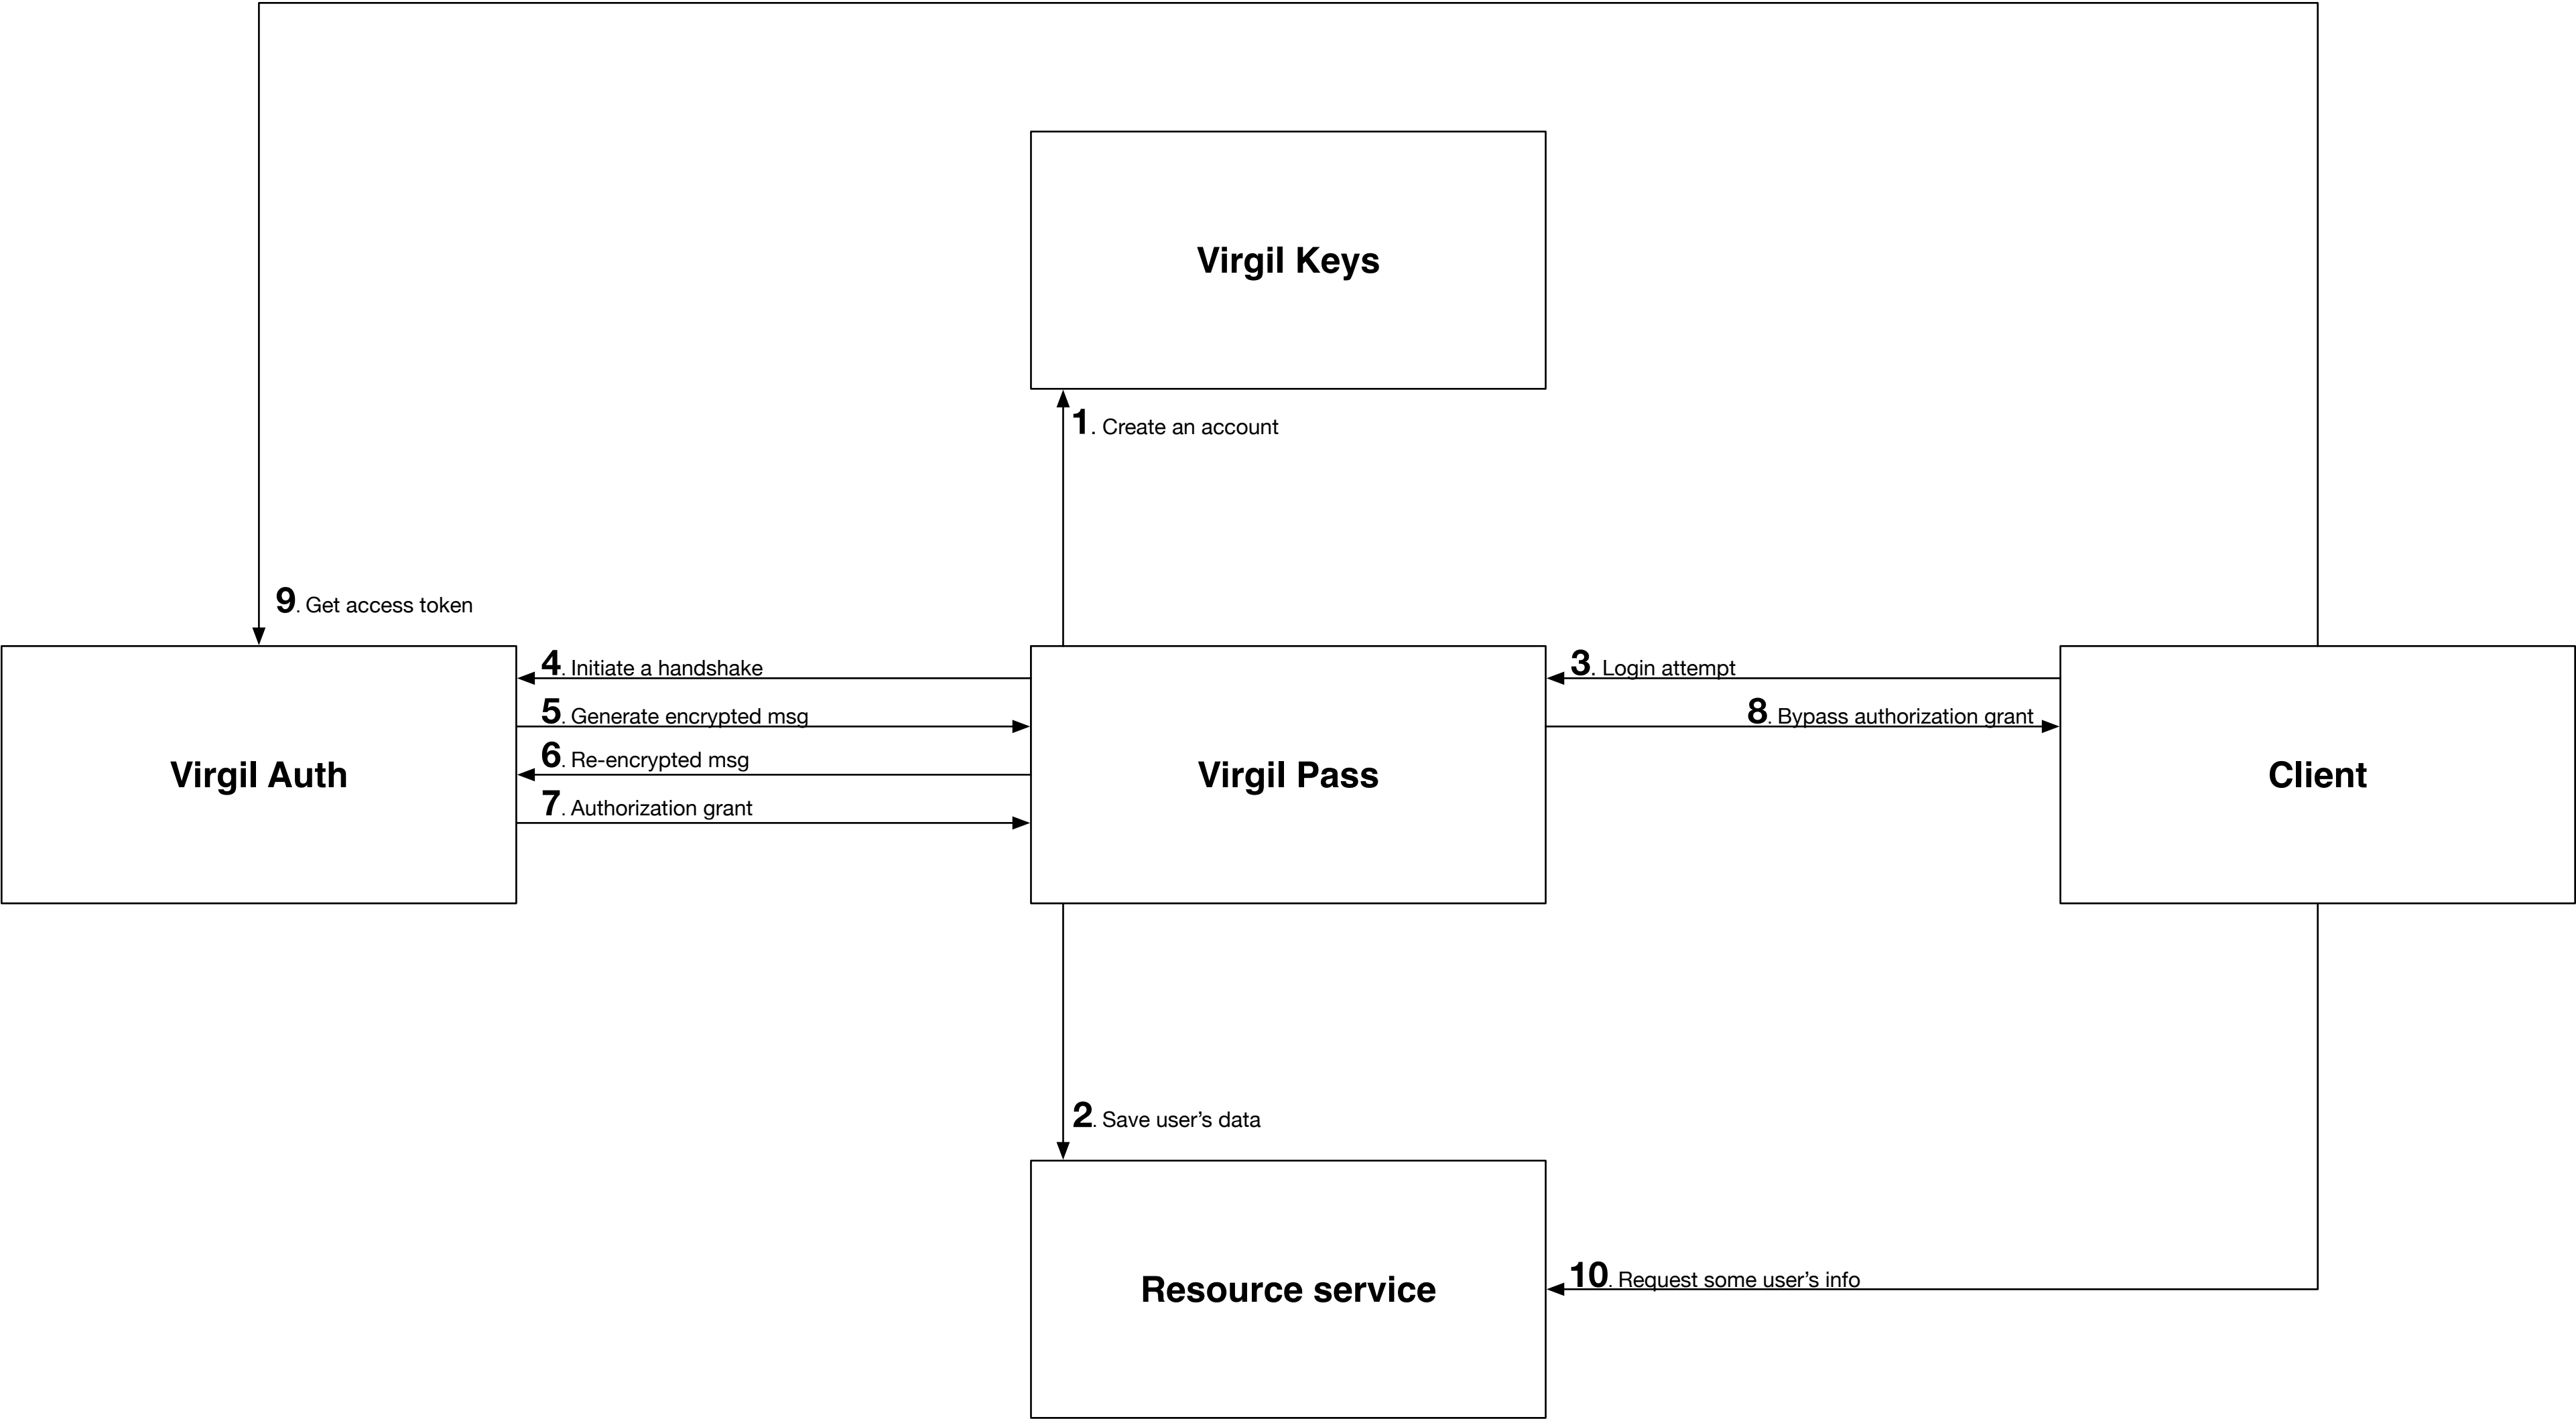 Virgil Keys
1. Create an account
9. Get access token
4. Initiate a handshake
3. Login attempt
5. Generate encrypted msg
8. Bypass authorization grant
6. Re-encrypted msg
Virgil Auth
Virgil Pass
Client
7. Authorization grant
2. Save user’s data
10. Request some user’s info
Resource service